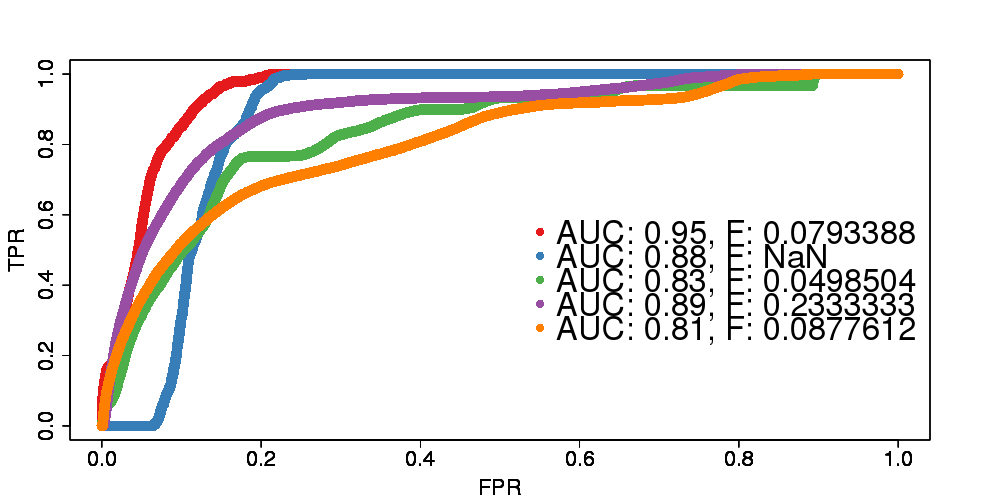 1.0
0.8
0.6
0.4
0.2
0.0
TPR
AUC: 0.95, F: 0.0793388
AUC: 0.88, F: NaN
AUC: 0.83, F: 0.0498504
AUC: 0.89, F: 0.2333333
AUC: 0.81, F: 0.0877612
0.0 0.2 0.4 0.6 0.8 1.0
FPR